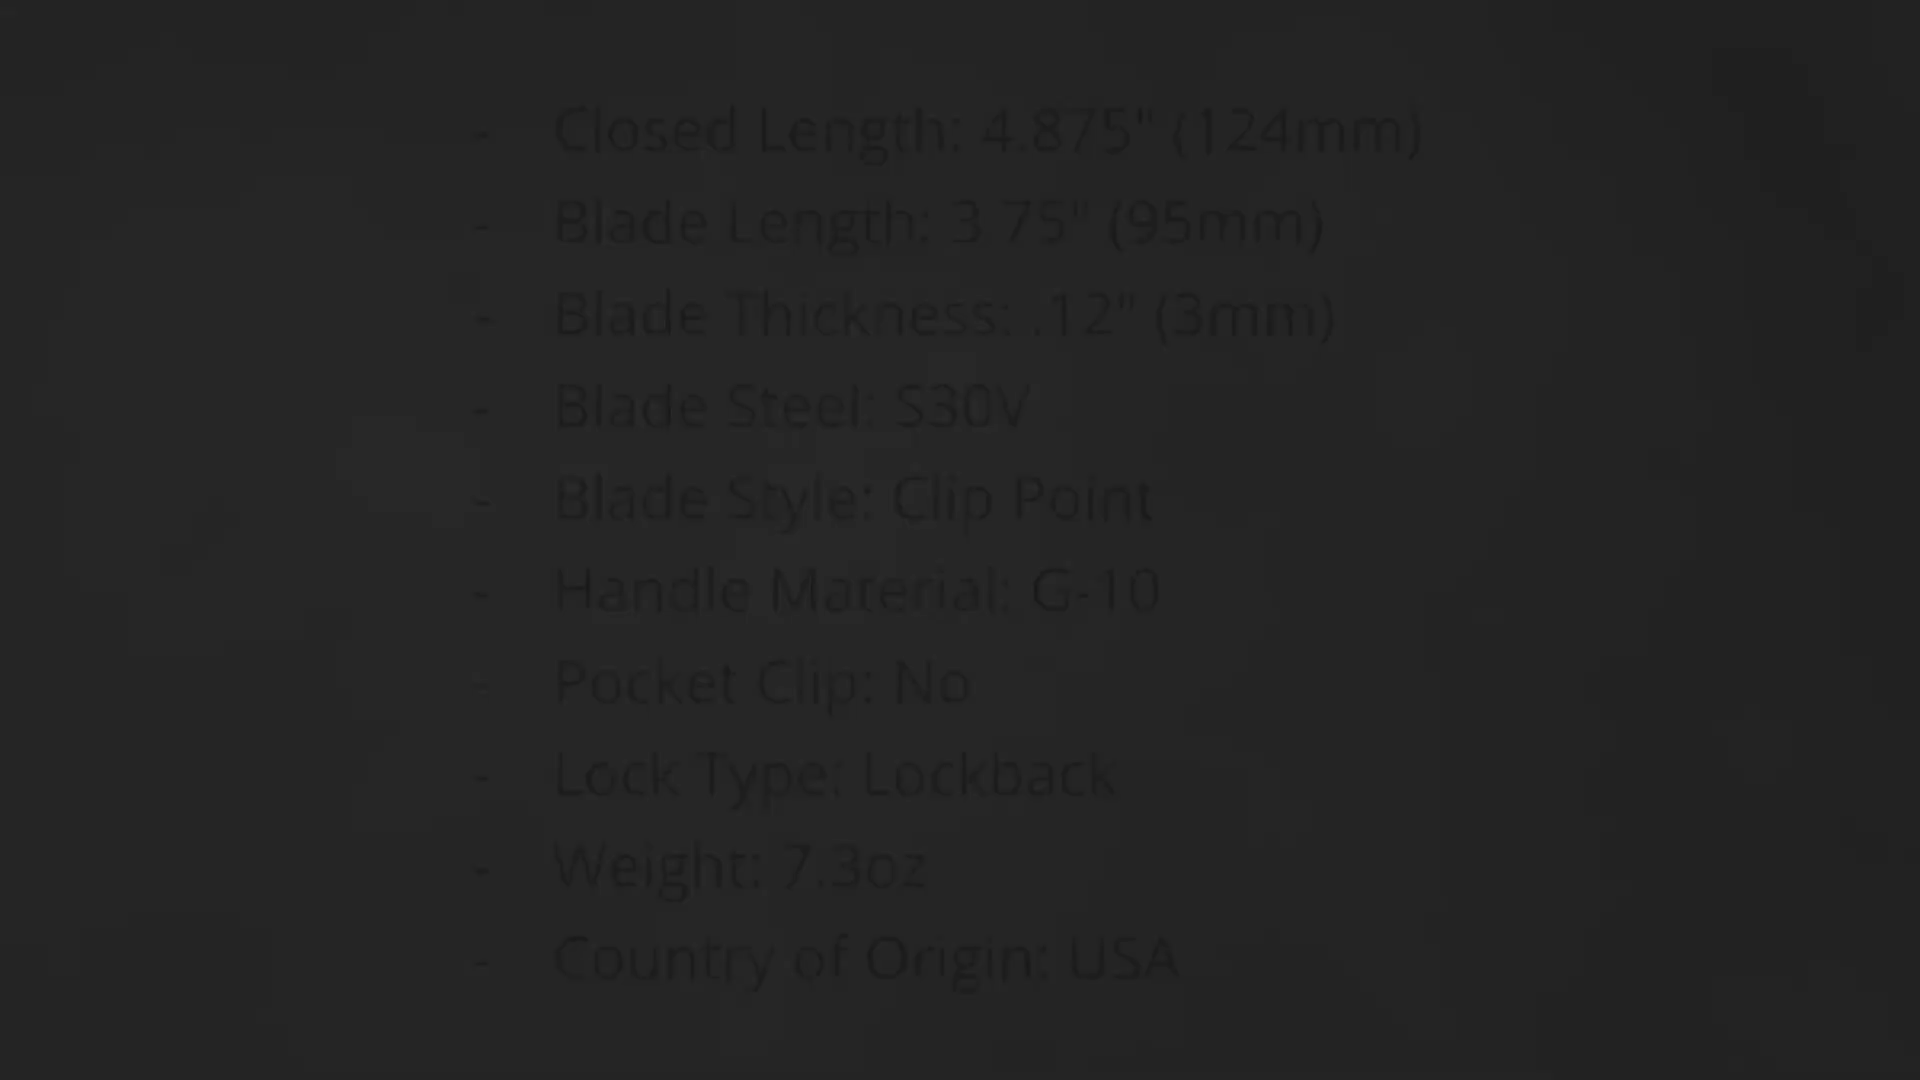 - Closed Length: 4.875" (124mm)
- Blade Length: 3.75" (95mm)
- Blade Thickness: .12" (3mm)
- Blade Steel: S30V
- Blade Style: Clip Point
- Handle Material: G-10
- Pocket Clip: No
- Lock Type: Lockback
- Weight: 7.3oz
- Country of Origin: USA